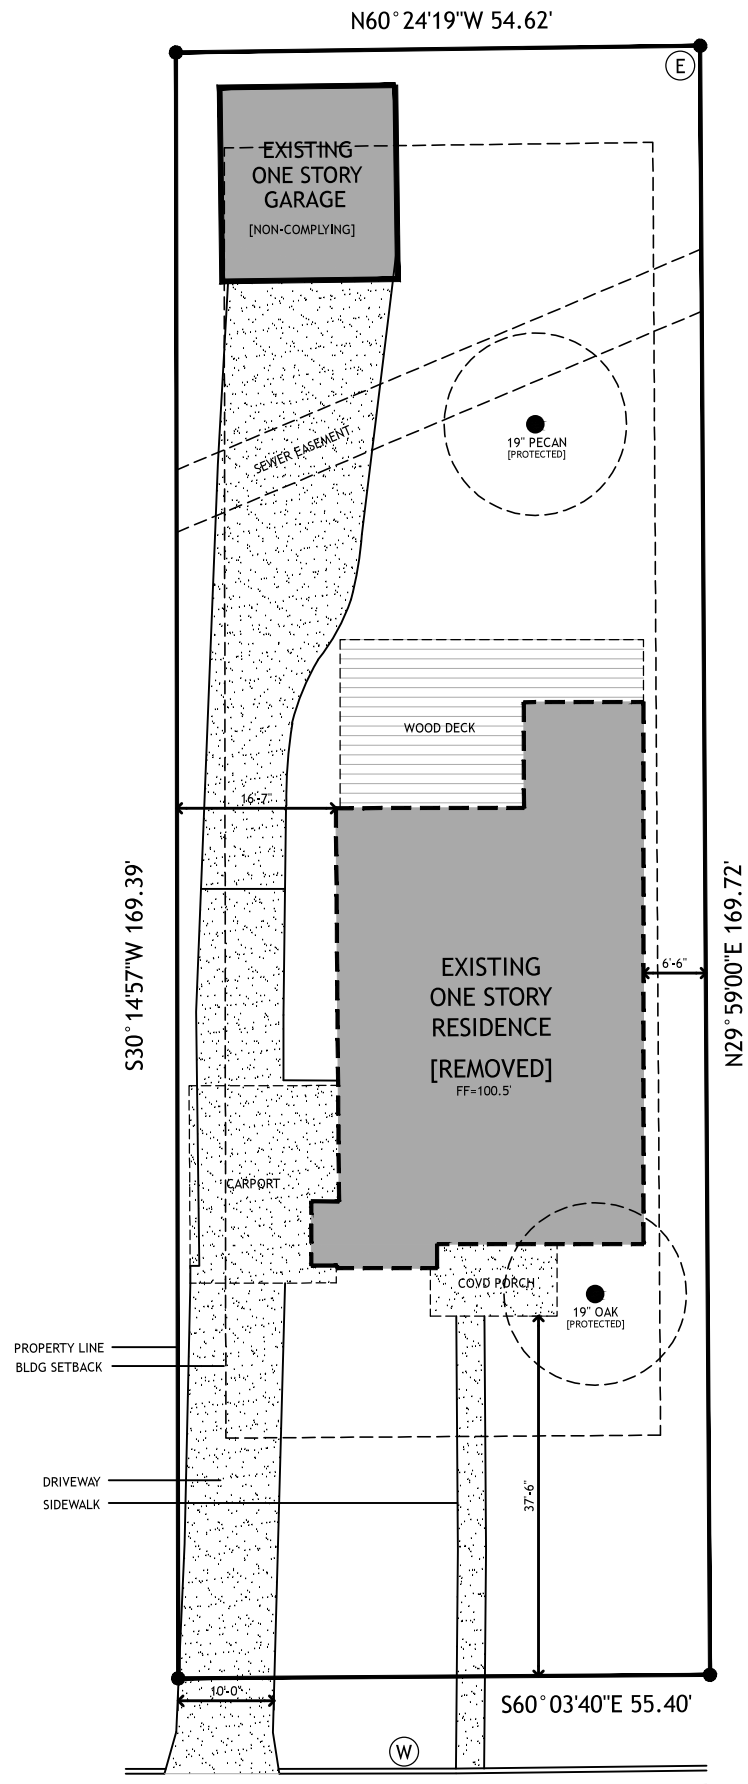 N60°24'19"W 54.62'
E
EXISTING
ONE STORY
GARAGE
[NON-COMPLYING]
SEWER EASEMENT
19" PECAN
[PROTECTED]
WOOD DECK
16'-7"
S30°14'57"W 169.39'
N29°59'00"E 169.72'
6'-6"
EXISTING
ONE STORY
RESIDENCE
[REMOVED]
FF=100.5'
CARPORT
COVD PORCH
19" OAK
[PROTECTED]
PROPERTY LINE
BLDG SETBACK
DRIVEWAY
SIDEWALK
37'-6"
10'-0"
S60°03'40"E 55.40'
W